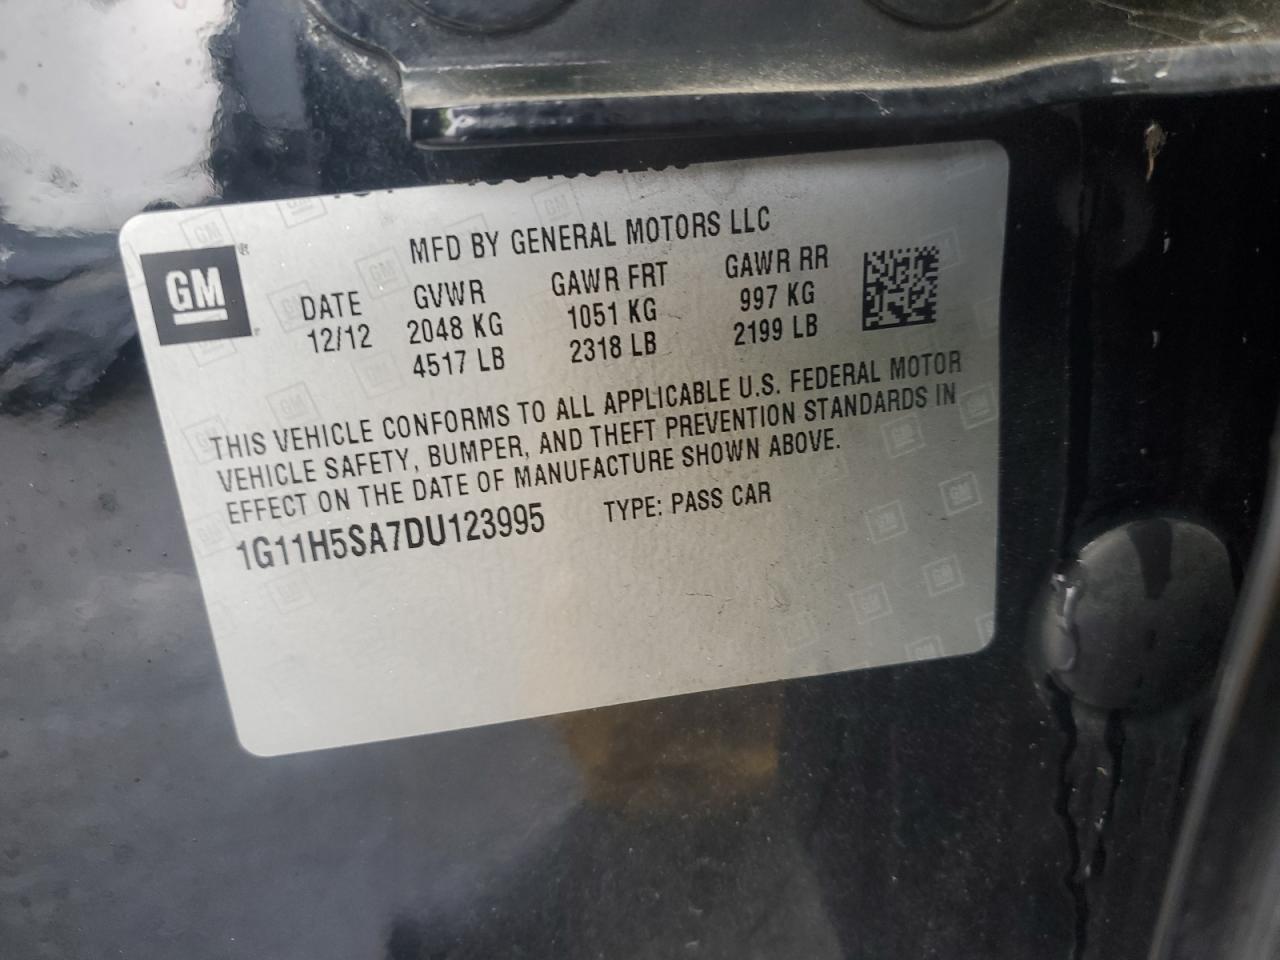 MFD BY GENERAL MOTORS LLC
GM
DATE GVWR GAWR FRT GAWR RR
12/12 2048 KG 1051 KG 997 KG
4517 LB 2318 LB 2199 LB
THIS VEHICLE CONFORMS TO ALL APPLICABLE U.S. FEDERAL MOTOR
VEHICLE SAFETY, BUMPER, AND THEFT PREVENTION STANDARDS IN
EFFECT ON THE DATE OF MANUFACTURE SHOWN ABOVE.
1G11H5SA7DU123995 TYPE: PASS CAR